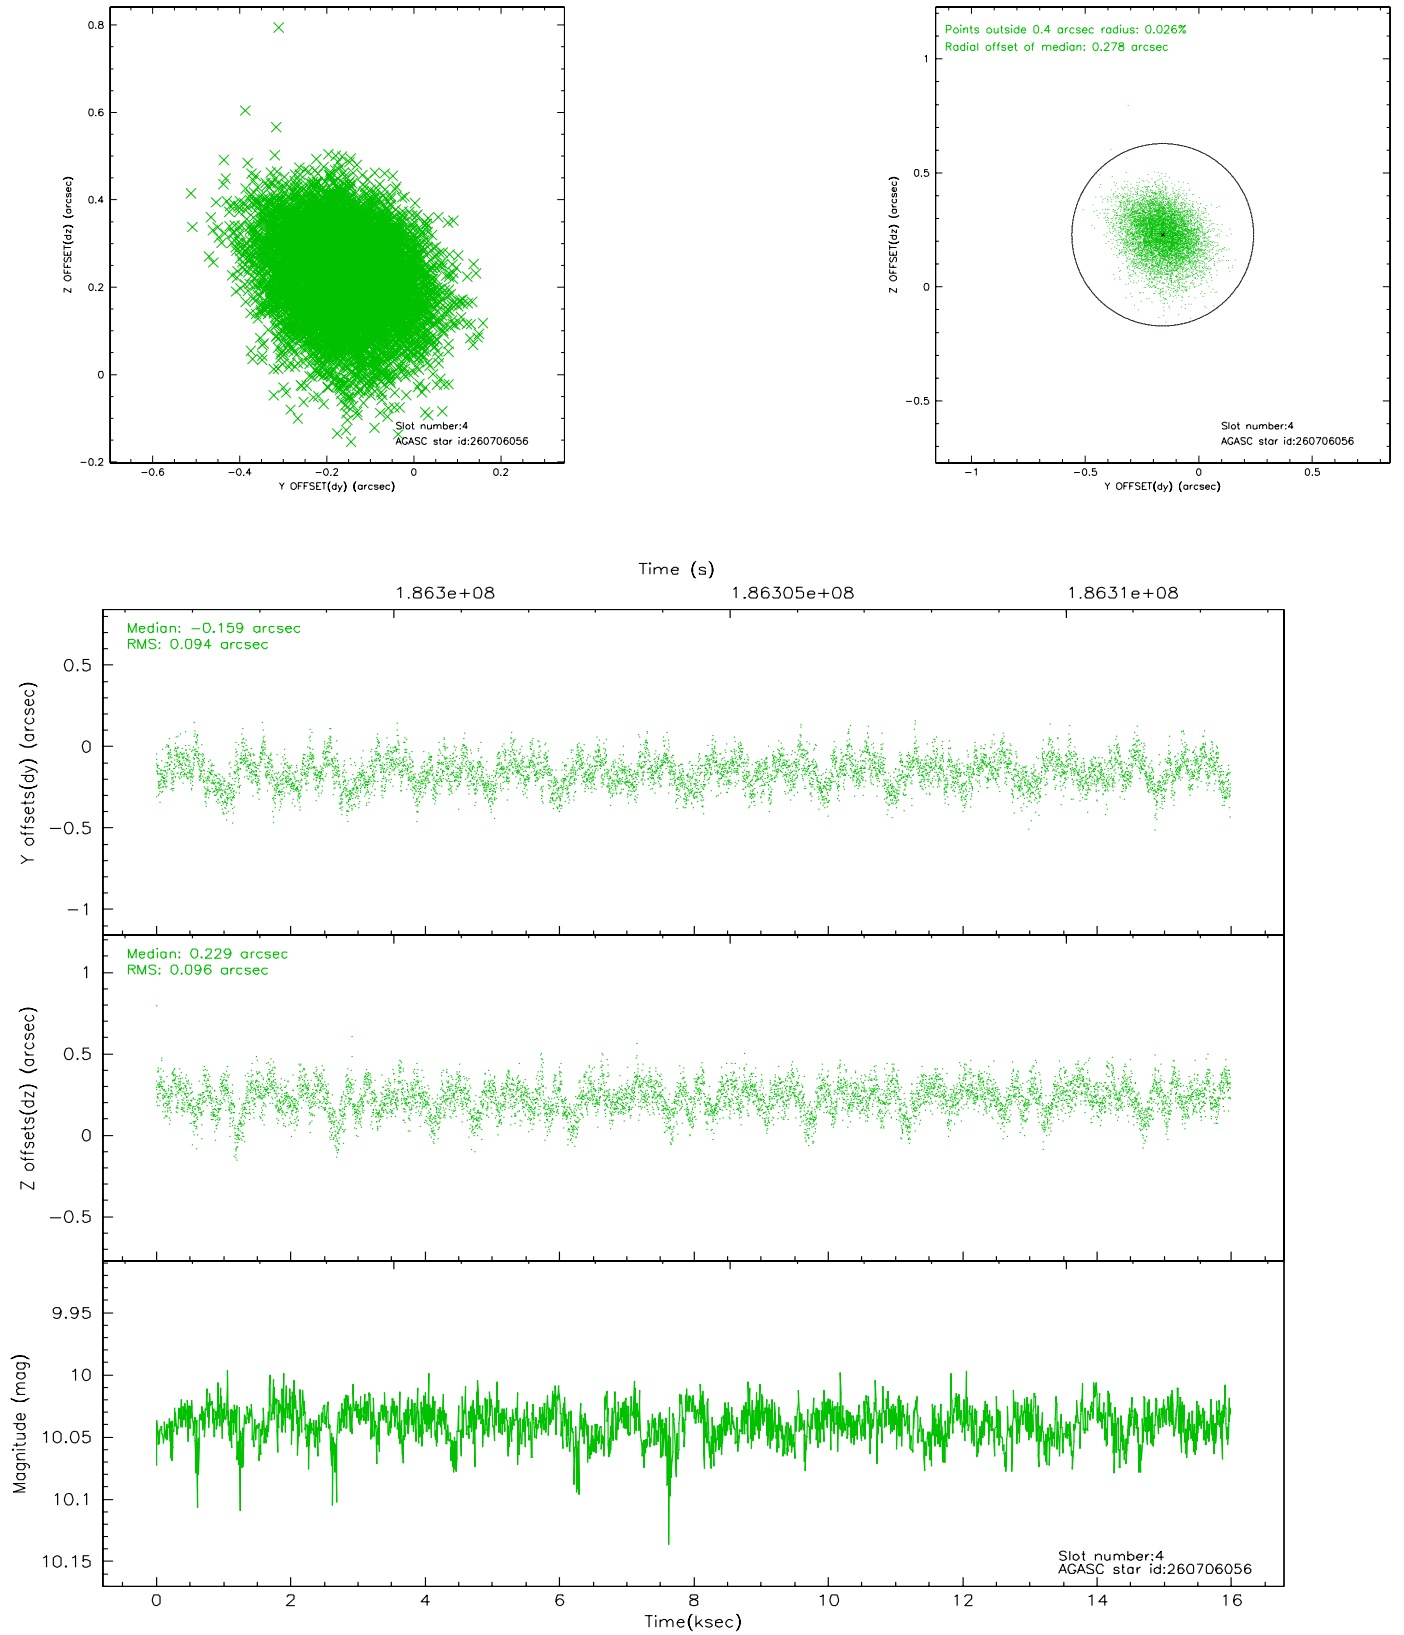 0.8
0.6
0.4
0.2
0
−0.2
Z OFFSET(dz) (arcsec)
−0.6
−0.4
−0.2
0
0.2
Y OFFSET(dy) (arcsec)
Slot number:4
AGASC star id:260706056
Points outside 0.4 arcsec radius: 0.026%
Radial offset of median: 0.278 arcsec
1
0.5
0
−0.5
Z OFFSET(dz) (arcsec)
−1
−0.5
0
0.5
Y OFFSET(dy) (arcsec)
Slot number:4
AGASC star id:260706056
Time (s)
1.863e+08
1.86305e+08
1.8631e+08
Median: −0.159 arcsec
RMS: 0.094 arcsec
0.5
0
−0.5
−1
Y offsets(dy) (arcsec)
Median: 0.229 arcsec
RMS: 0.096 arcsec
1
0.5
0
−0.5
Z offsets(dz) (arcsec)
9.95
10
10.05
10.1
10.15
Magnitude (mag)
Slot number:4
AGASC star id:260706056
0
2
4
6
8
10
12
14
16
Time(ksec)